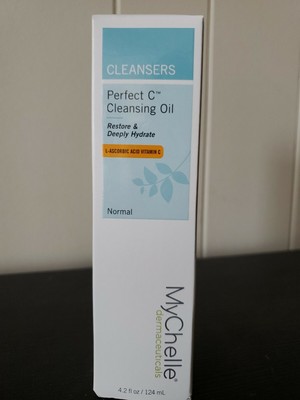 CLEANSERS
Perfect C™
Cleansing Oil
Restore &
Deeply Hydrate
L-ASCORBIC ACID VITAMIN C
Normal
MyChelle®
dermaceuticals
4.2 fl oz / 124 mL